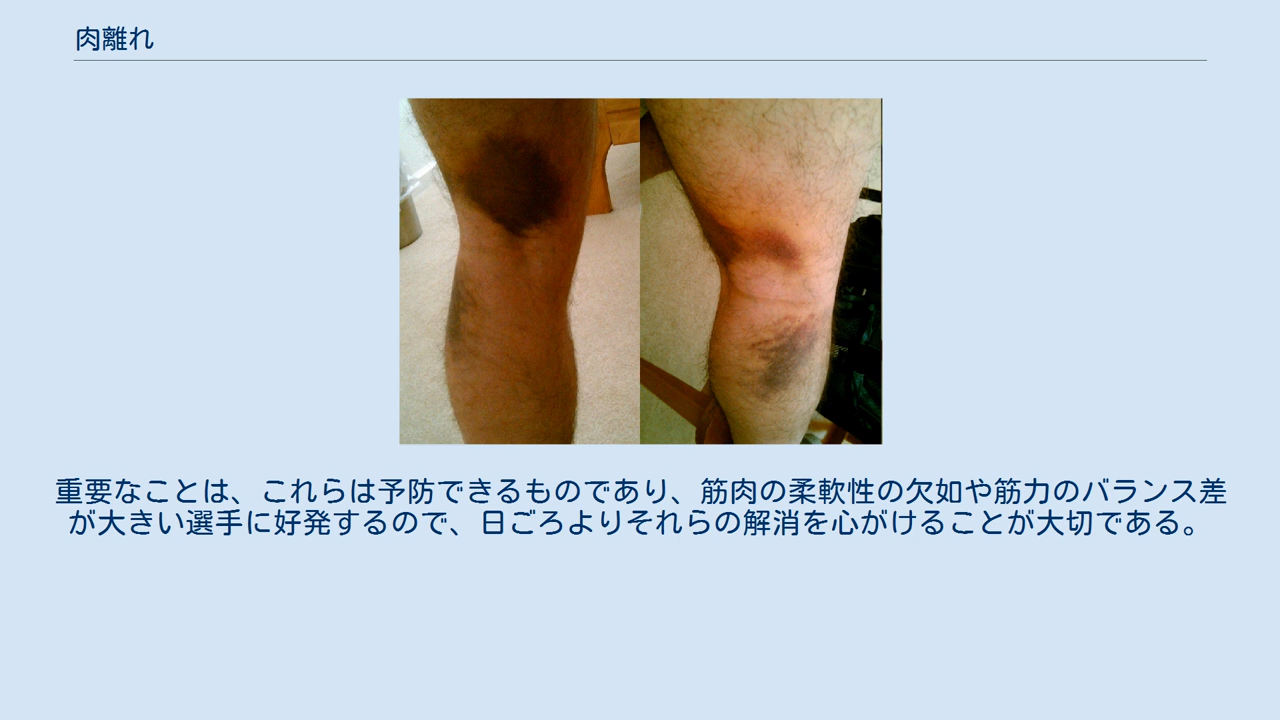 肉離れ
重要なことは、これらは予防できるものであり、筋肉の柔軟性の欠如や筋力のバランス差
が大きい選手に好発するので、日ごろよりそれらの解消を心がけることが大切である。